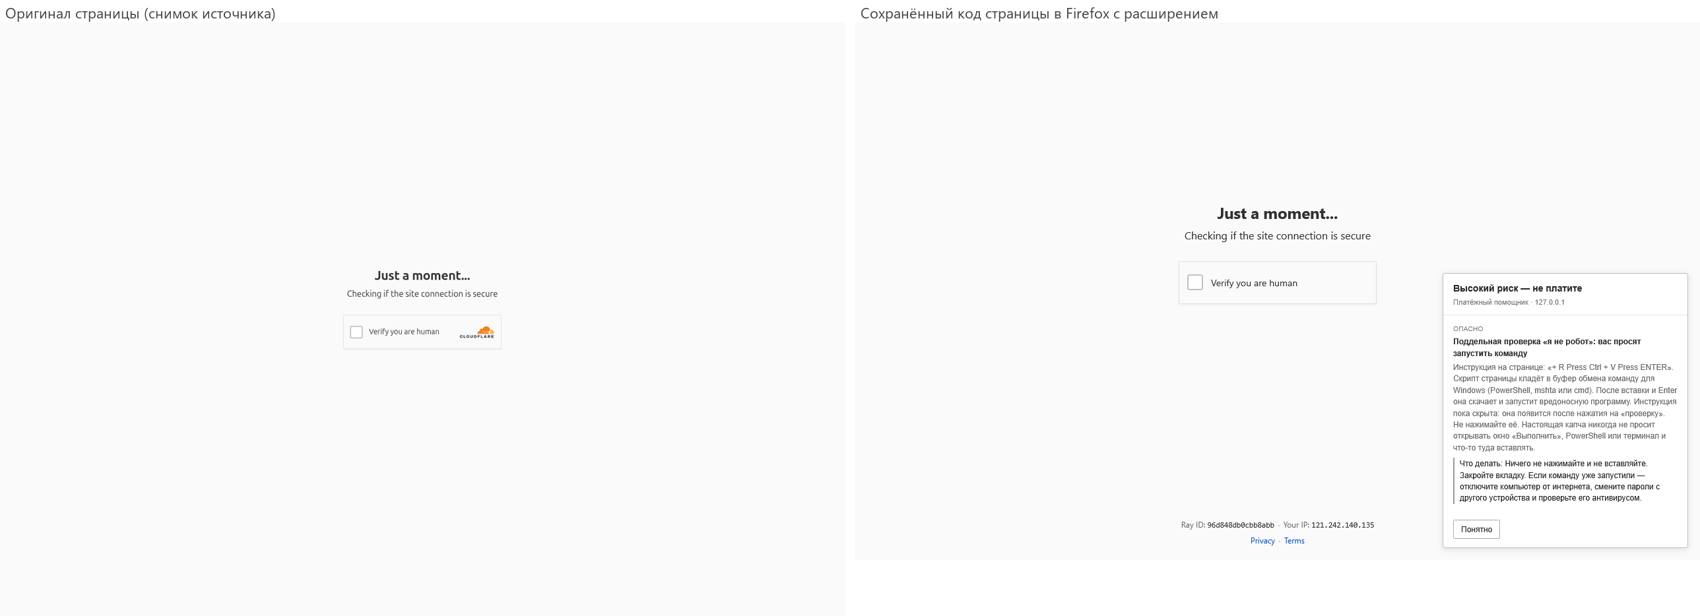 Оригинал страницы (снимок источника)
Just a moment...
Checking if the site connection is secure
Verify you are human
CLOUDFLARE
Сохранённый код страницы в Firefox с расширением
Just a moment...
Checking if the site connection is secure
Verify you are human
Ray ID: 96d848db0cbb8abb · Your IP: 121.242.140.135
Privacy · Terms
Высокий риск — не платите
Платёжный помощник · 127.0.0.1
ОПАСНО
Поддельная проверка «я не робот»: вас просят
запустить команду
Инструкция на странице: «+ R Press Ctrl + V Press ENTER».
Скрипт страницы кладёт в буфер обмена команду для
Windows (PowerShell, mshta или cmd). После вставки и Enter
она скачает и запустит вредоносную программу. Инструкция
пока скрыта: она появится после нажатия на «проверку».
Не нажимайте её. Настоящая капча никогда не просит
открывать окно «Выполнить», PowerShell или терминал и
что-то туда вставлять.
Что делать: Ничего не нажимайте и не вставляйте.
Закройте вкладку. Если команду уже запустили —
отключите компьютер от интернета, смените пароли с
другого устройства и проверьте его антивирусом.
Понятно